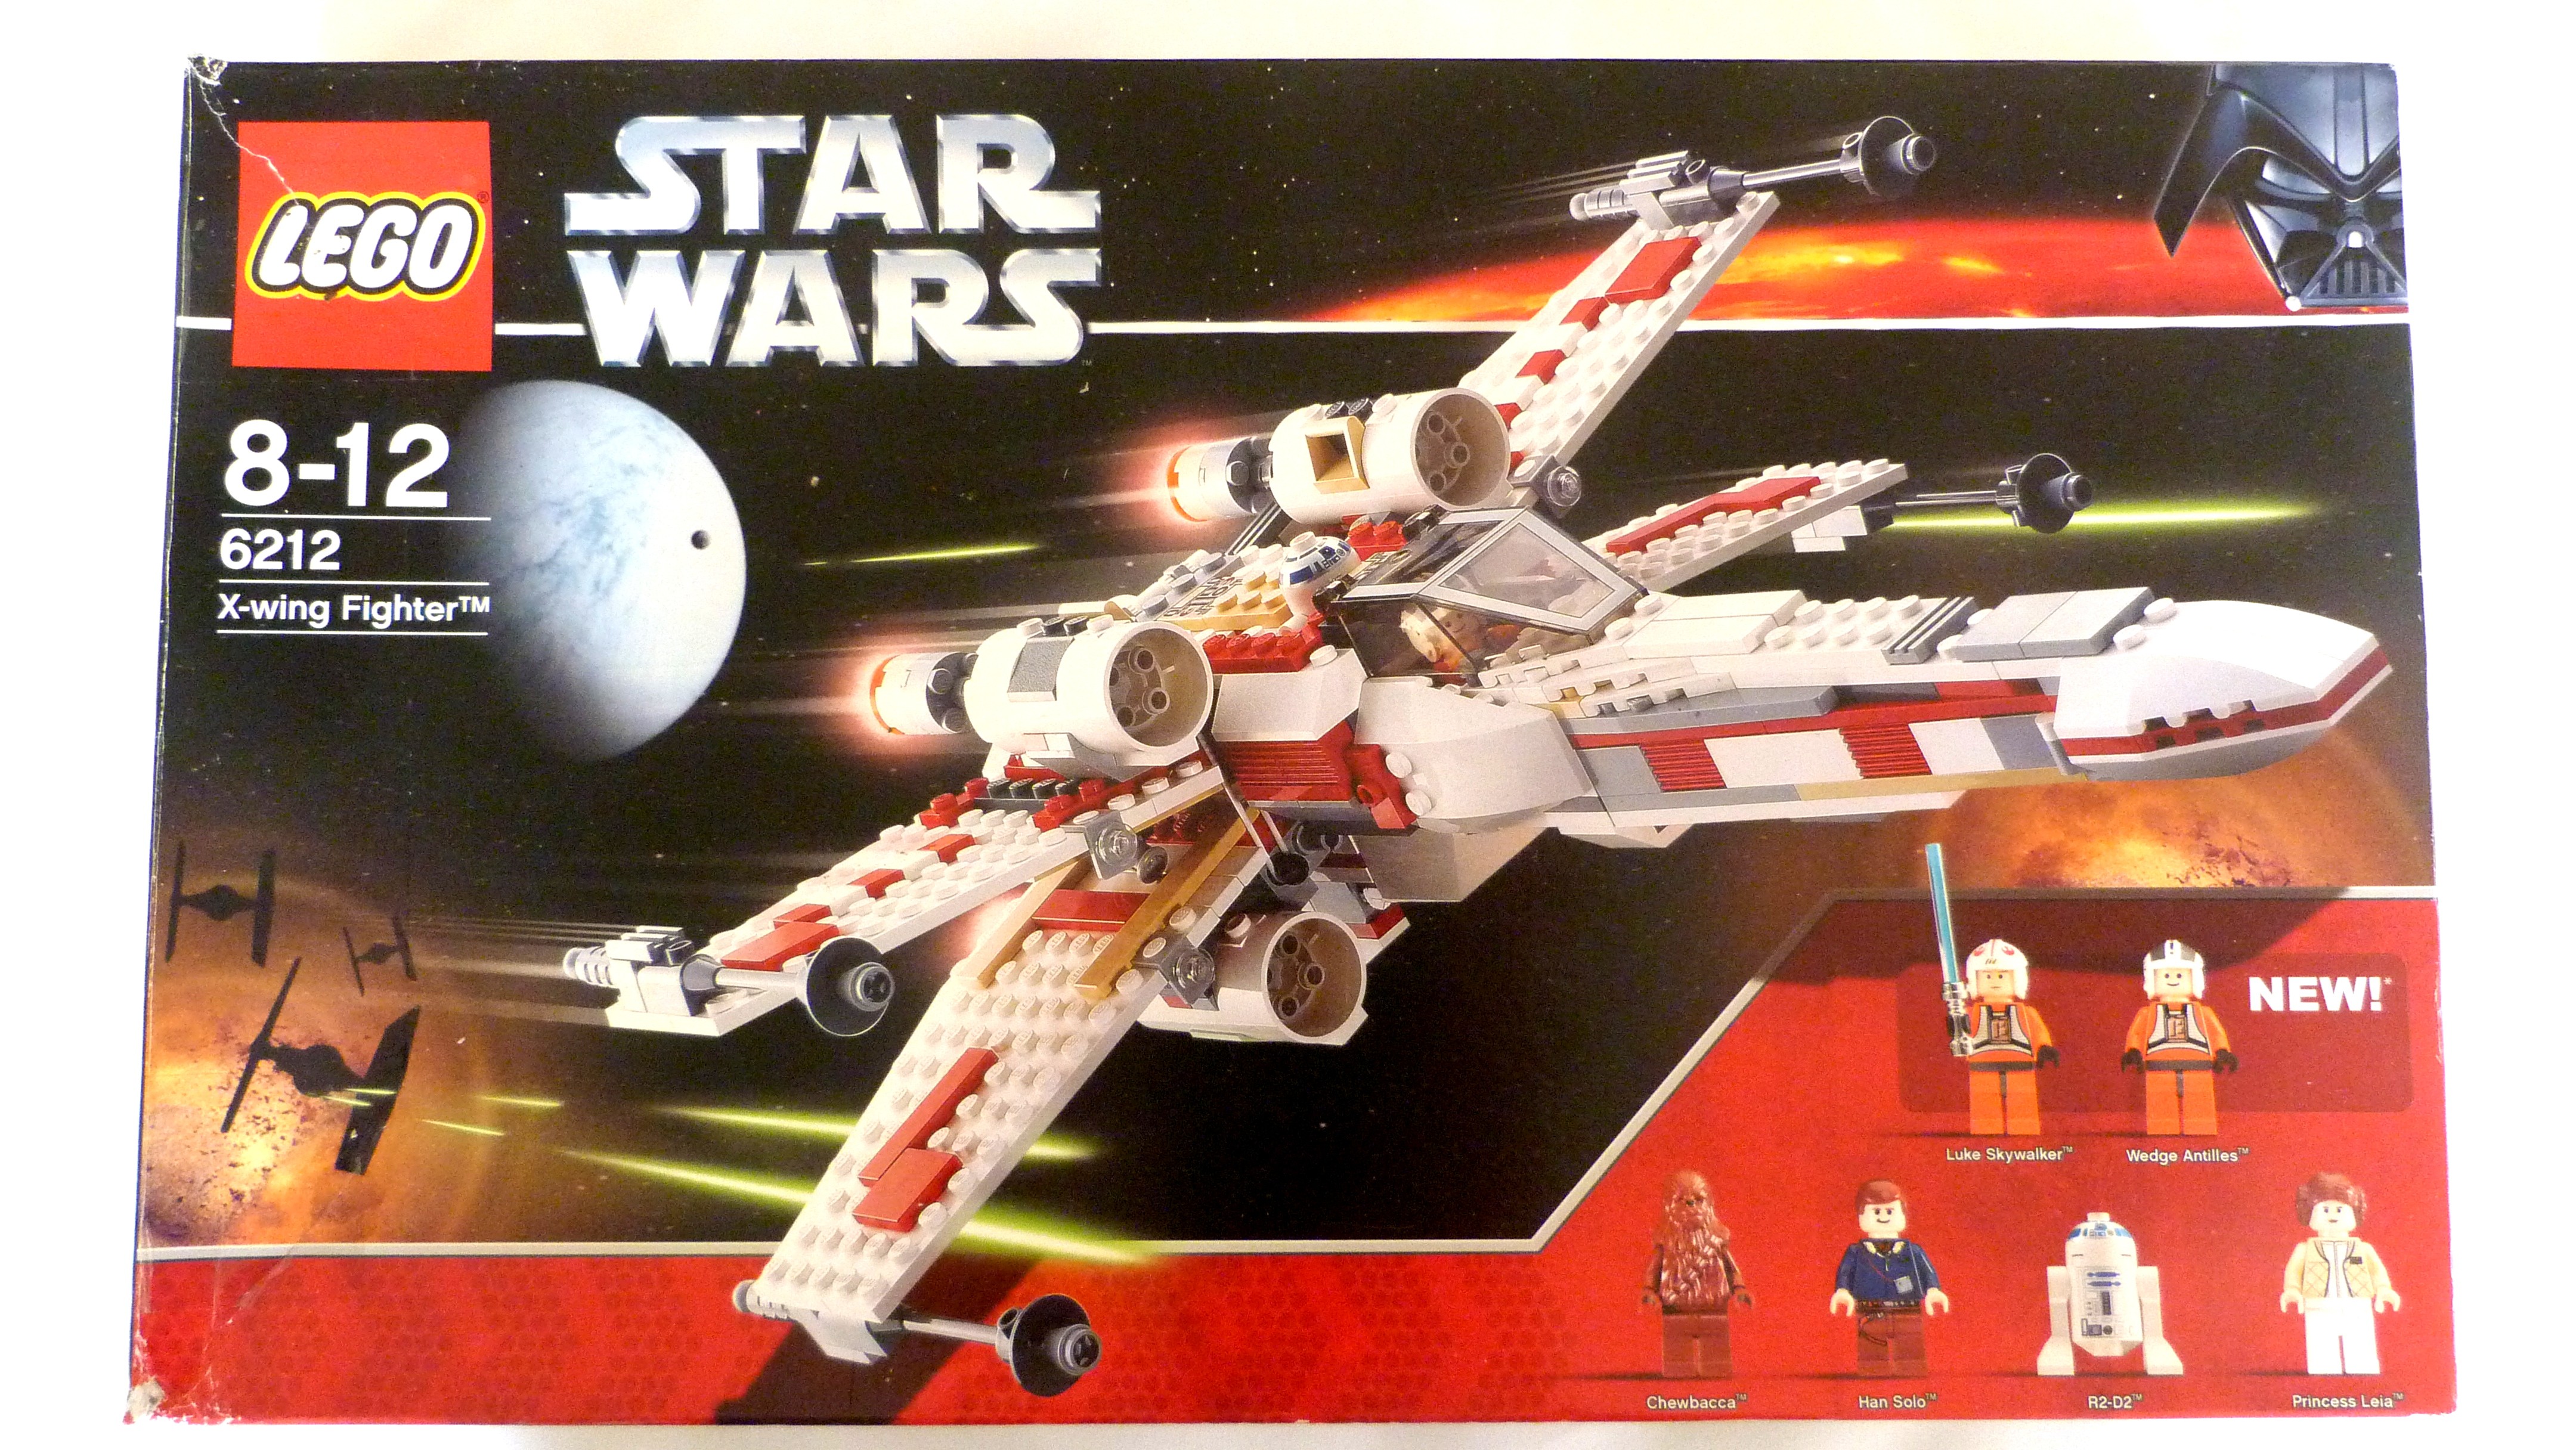 LEGO®
STAR
WARS™
8-12
6212
X-wing Fighter™
NEW!*
Luke Skywalker™
Wedge Antilles™
Chewbacca™
Han Solo™
R2-D2™
Princess Leia™